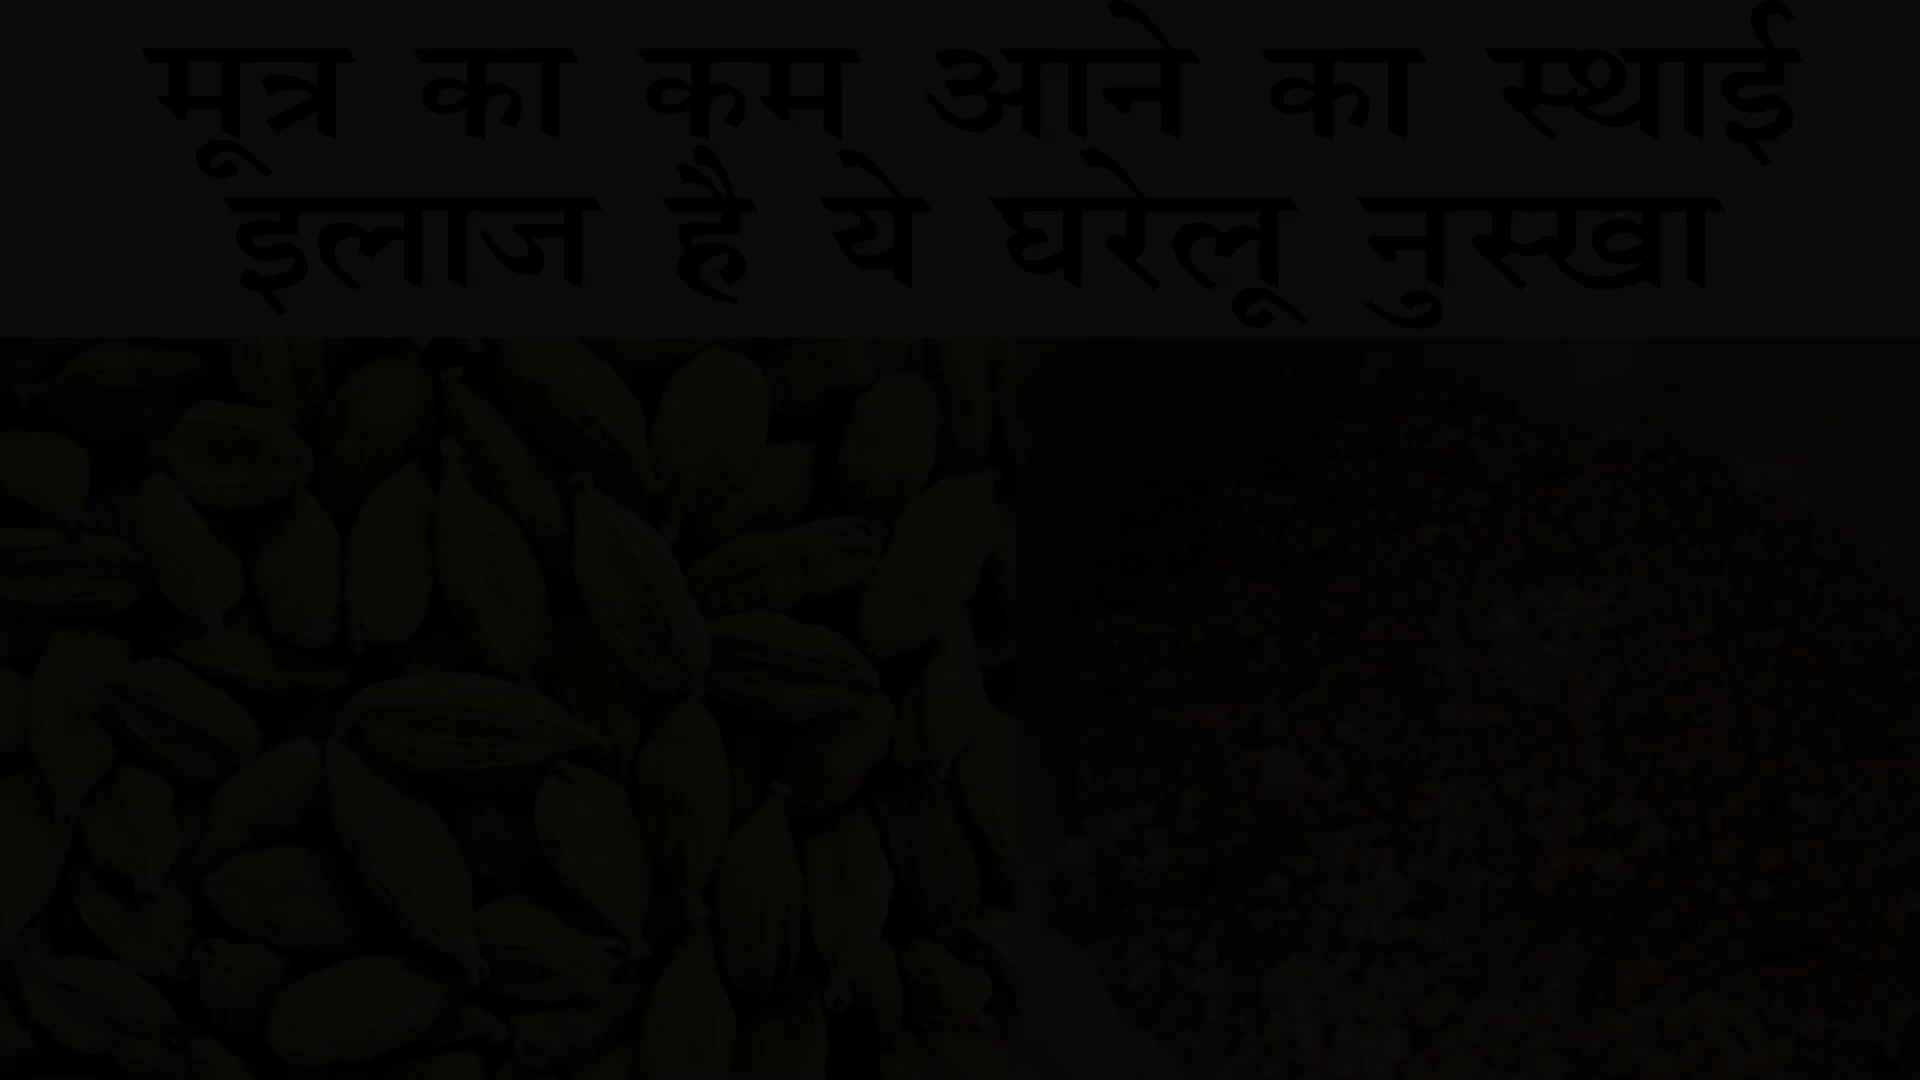 मूत्र का कम आने का स्थाई
इलाज है ये घरेलू नुस्खा